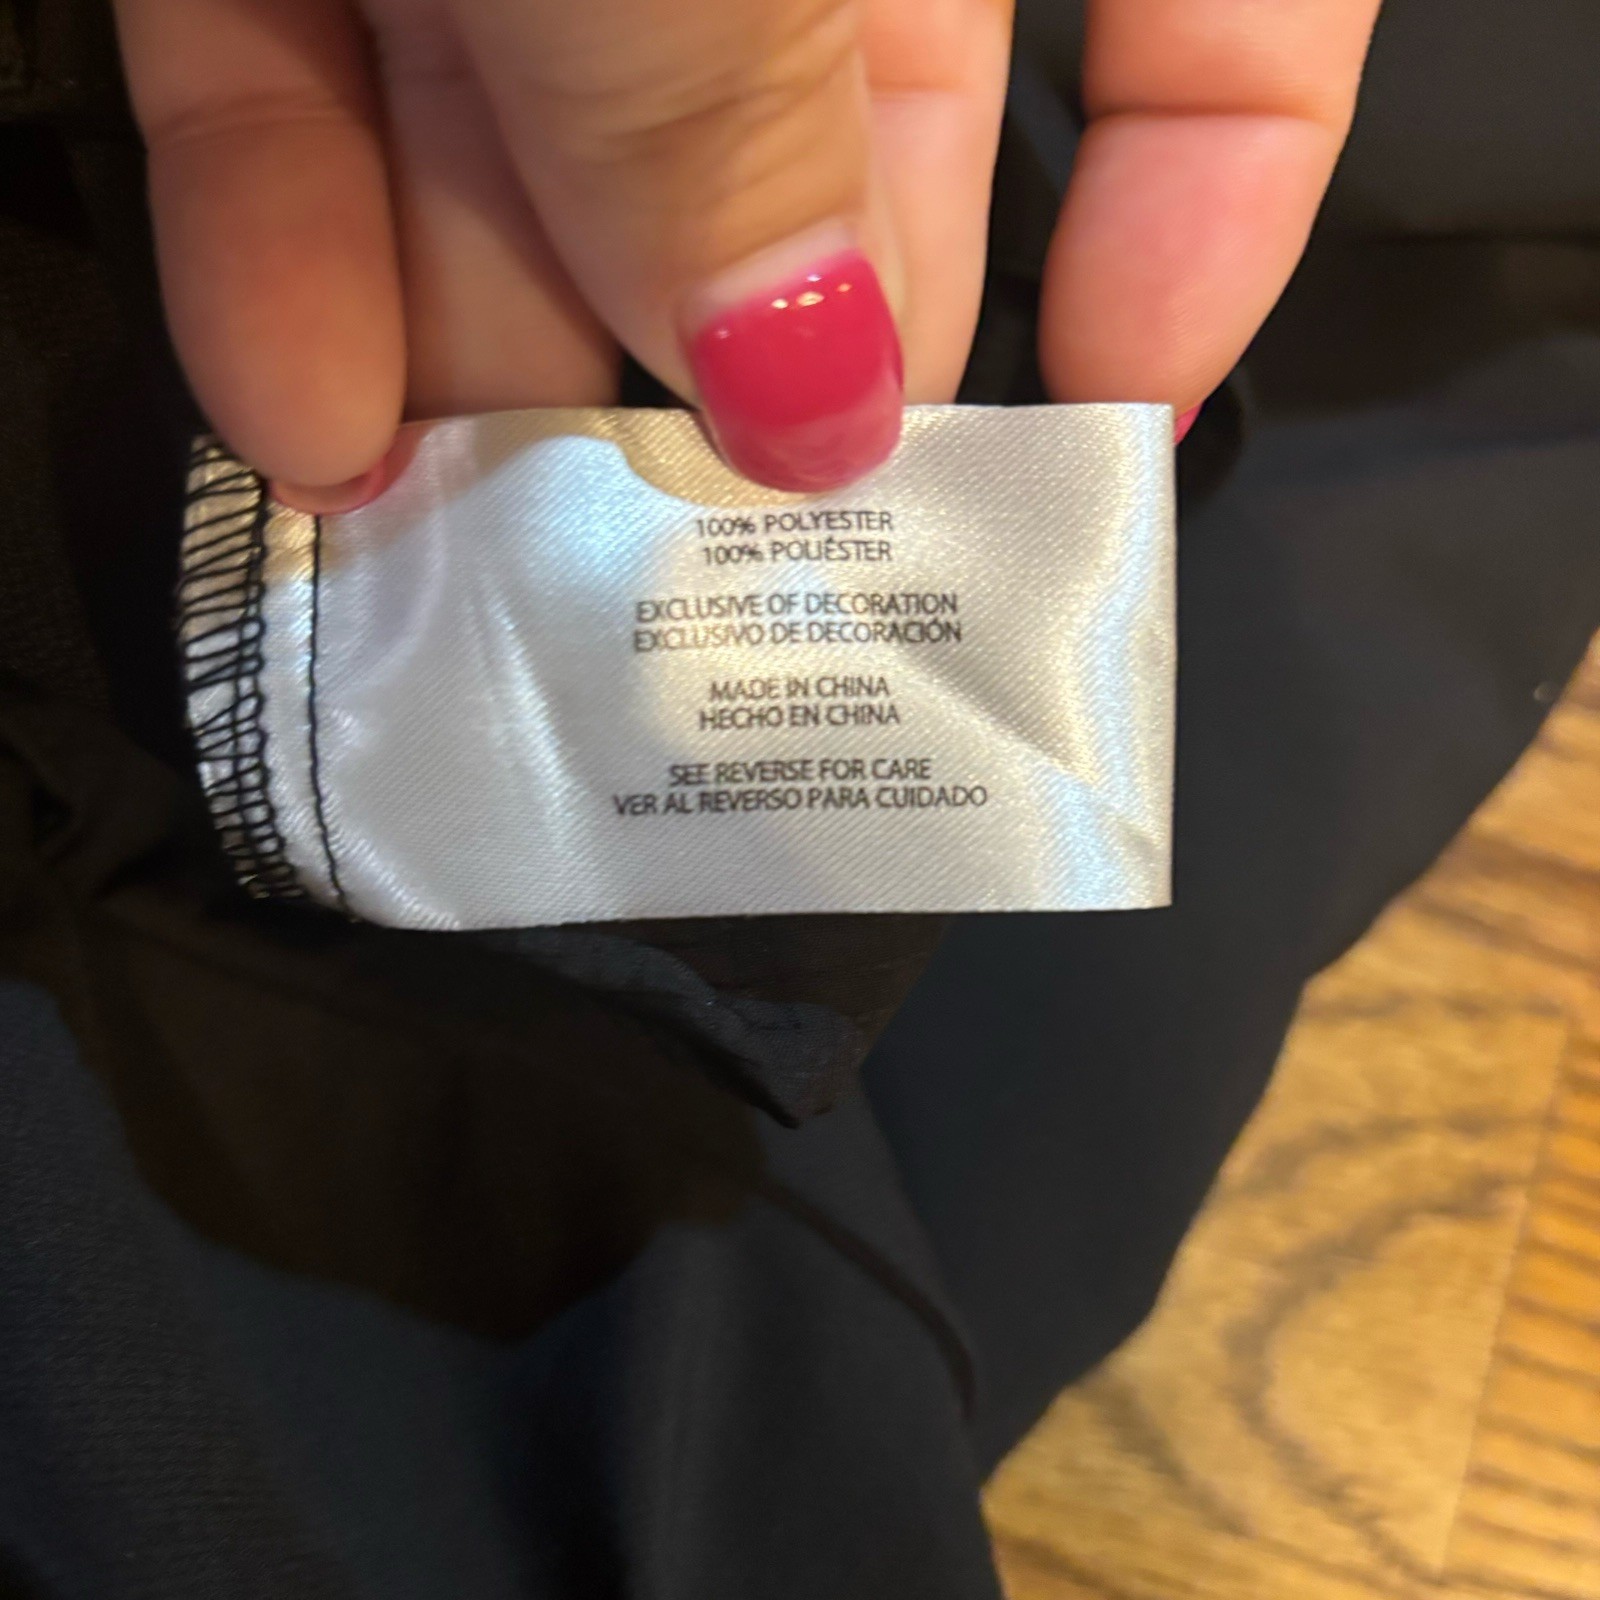 100% POLYESTER
100% POLIÉSTER
EXCLUSIVE OF DECORATION
EXCLUSIVO DE DECORACIÓN
MADE IN CHINA
HECHO EN CHINA
SEE REVERSE FOR CARE
VER AL REVERSO PARA CUIDADO